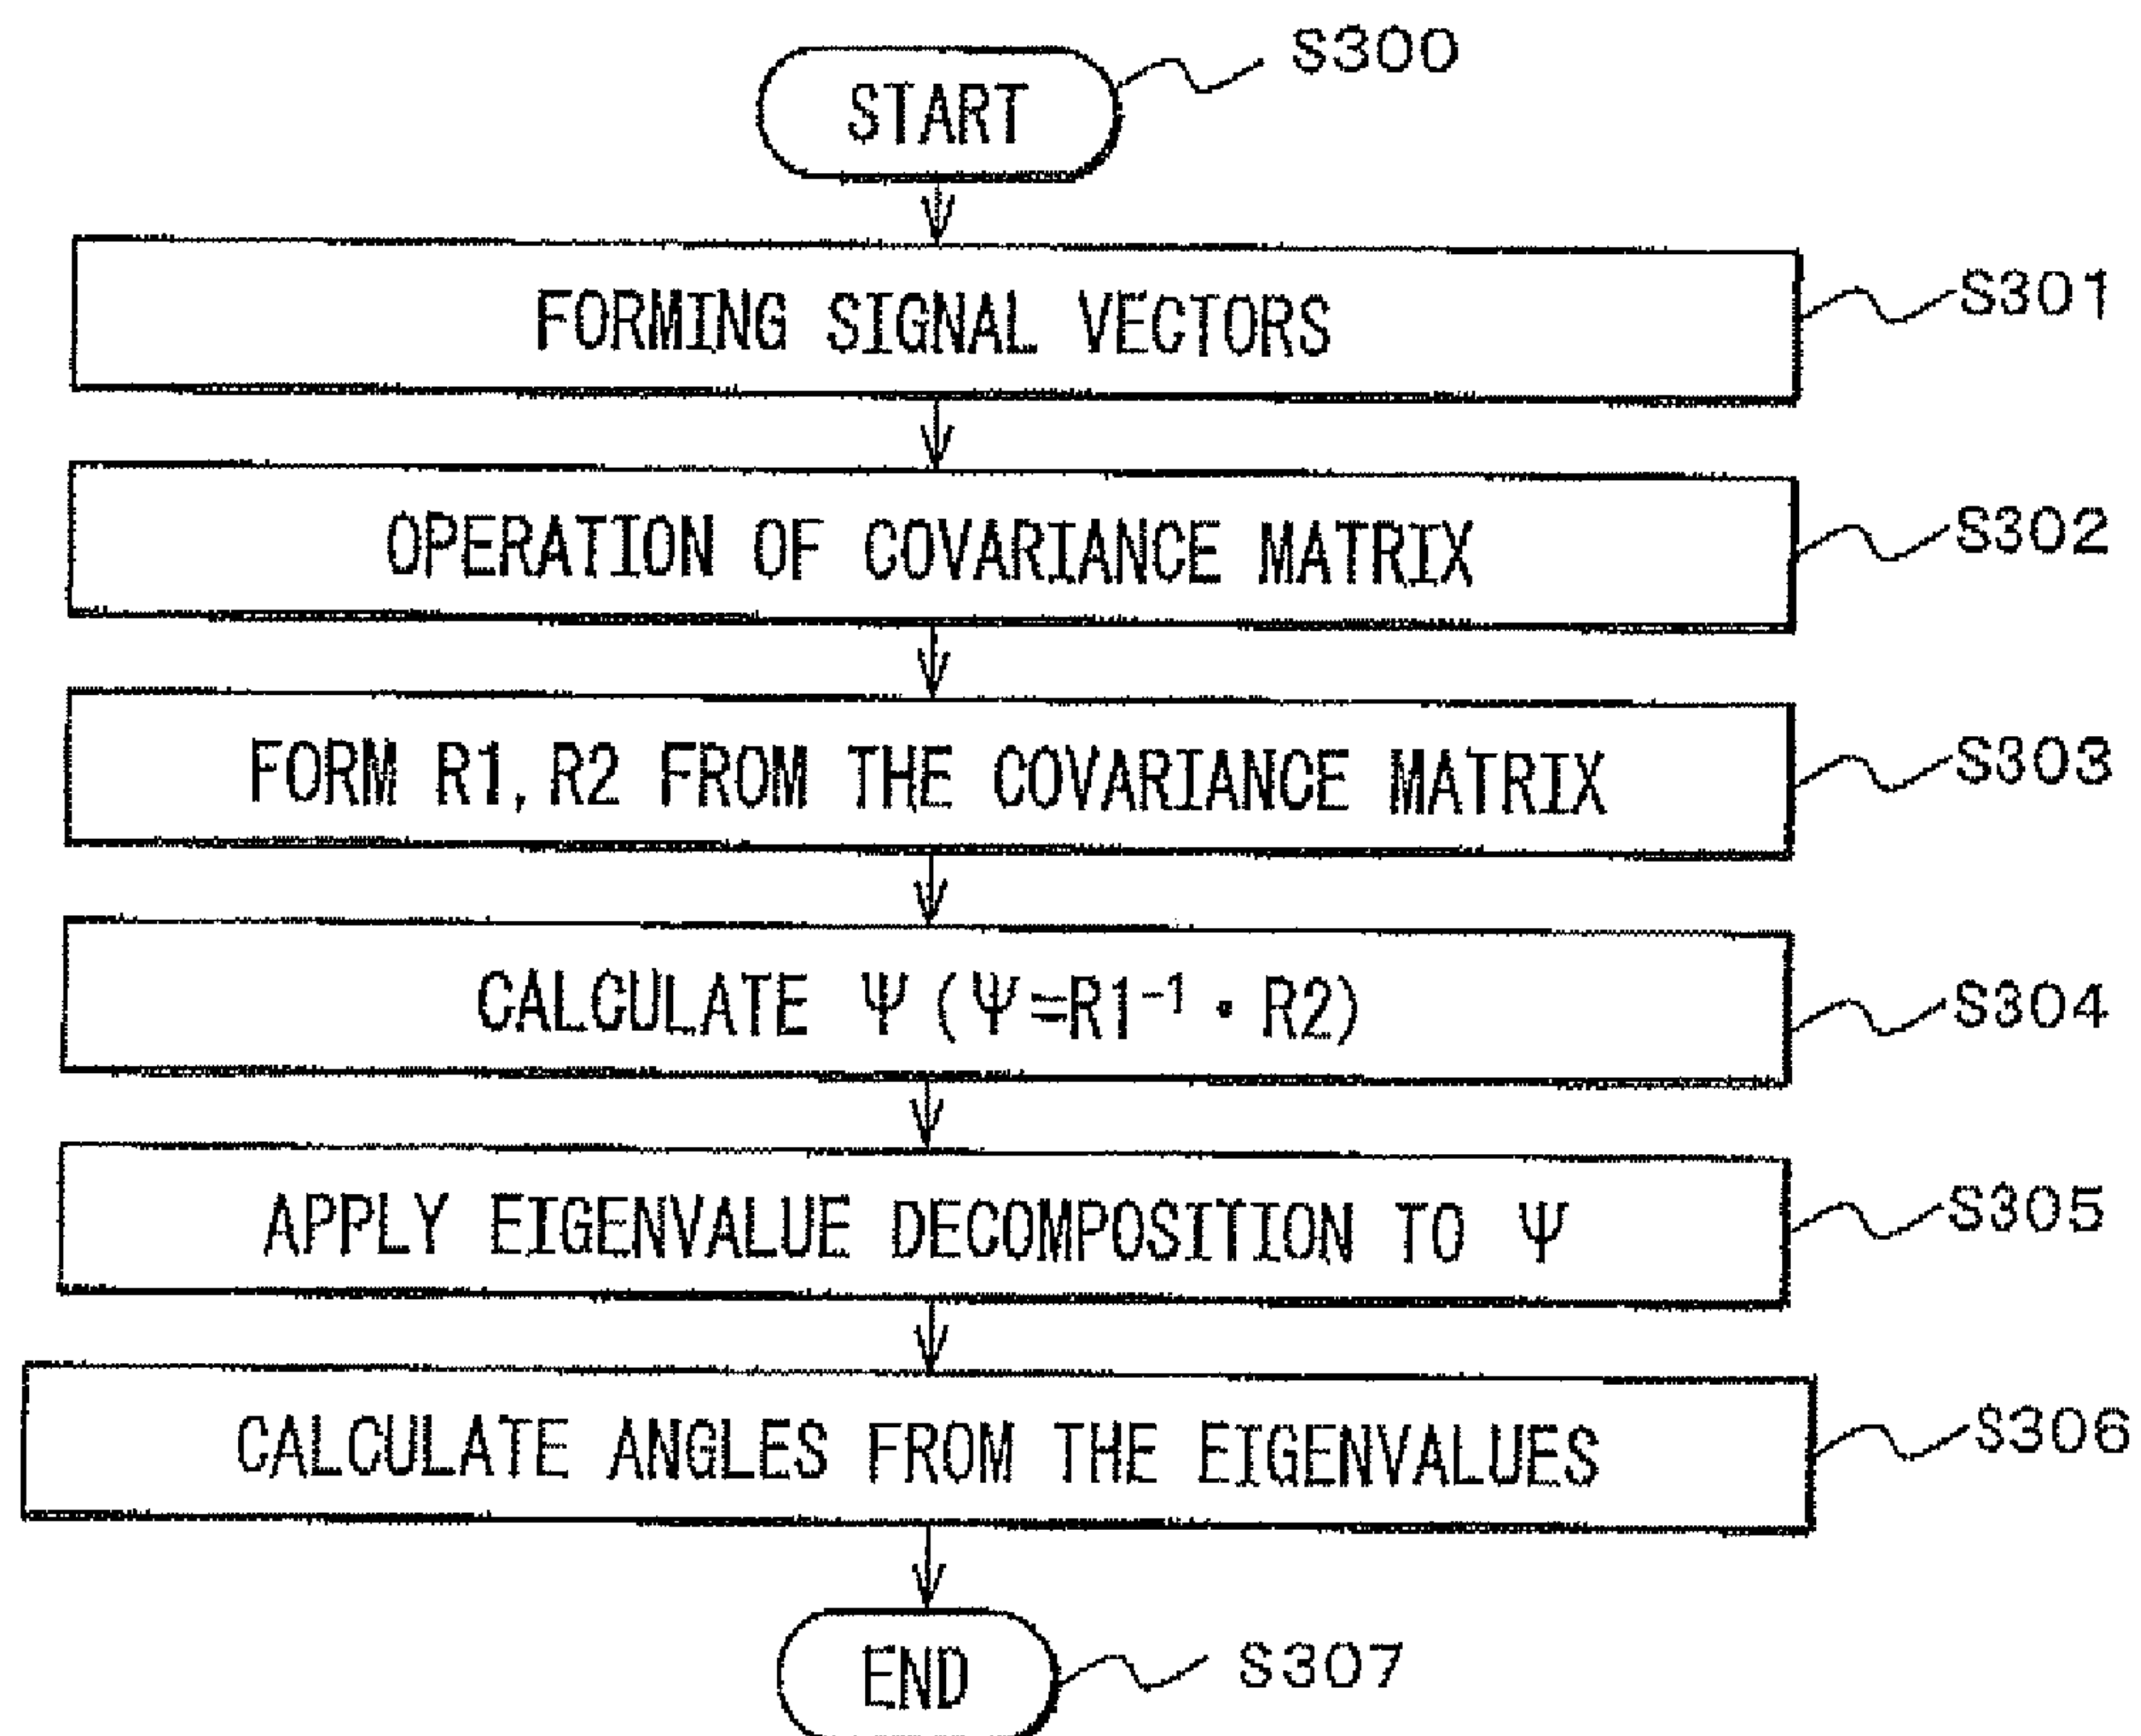 START
S300
FORMING SIGNAL VECTORS
S301
OPERATION OF COVARIANCE MATRIX
S302
FORM R1, R2 FROM THE COVARIANCE MATRIX
S303
CALCULATE Ψ (Ψ=R1⁻¹・R2)
S304
APPLY EIGENVALUE DECOMPOSITION TO Ψ
S305
CALCULATE ANGLES FROM THE EIGENVALUES
S306
END
S307